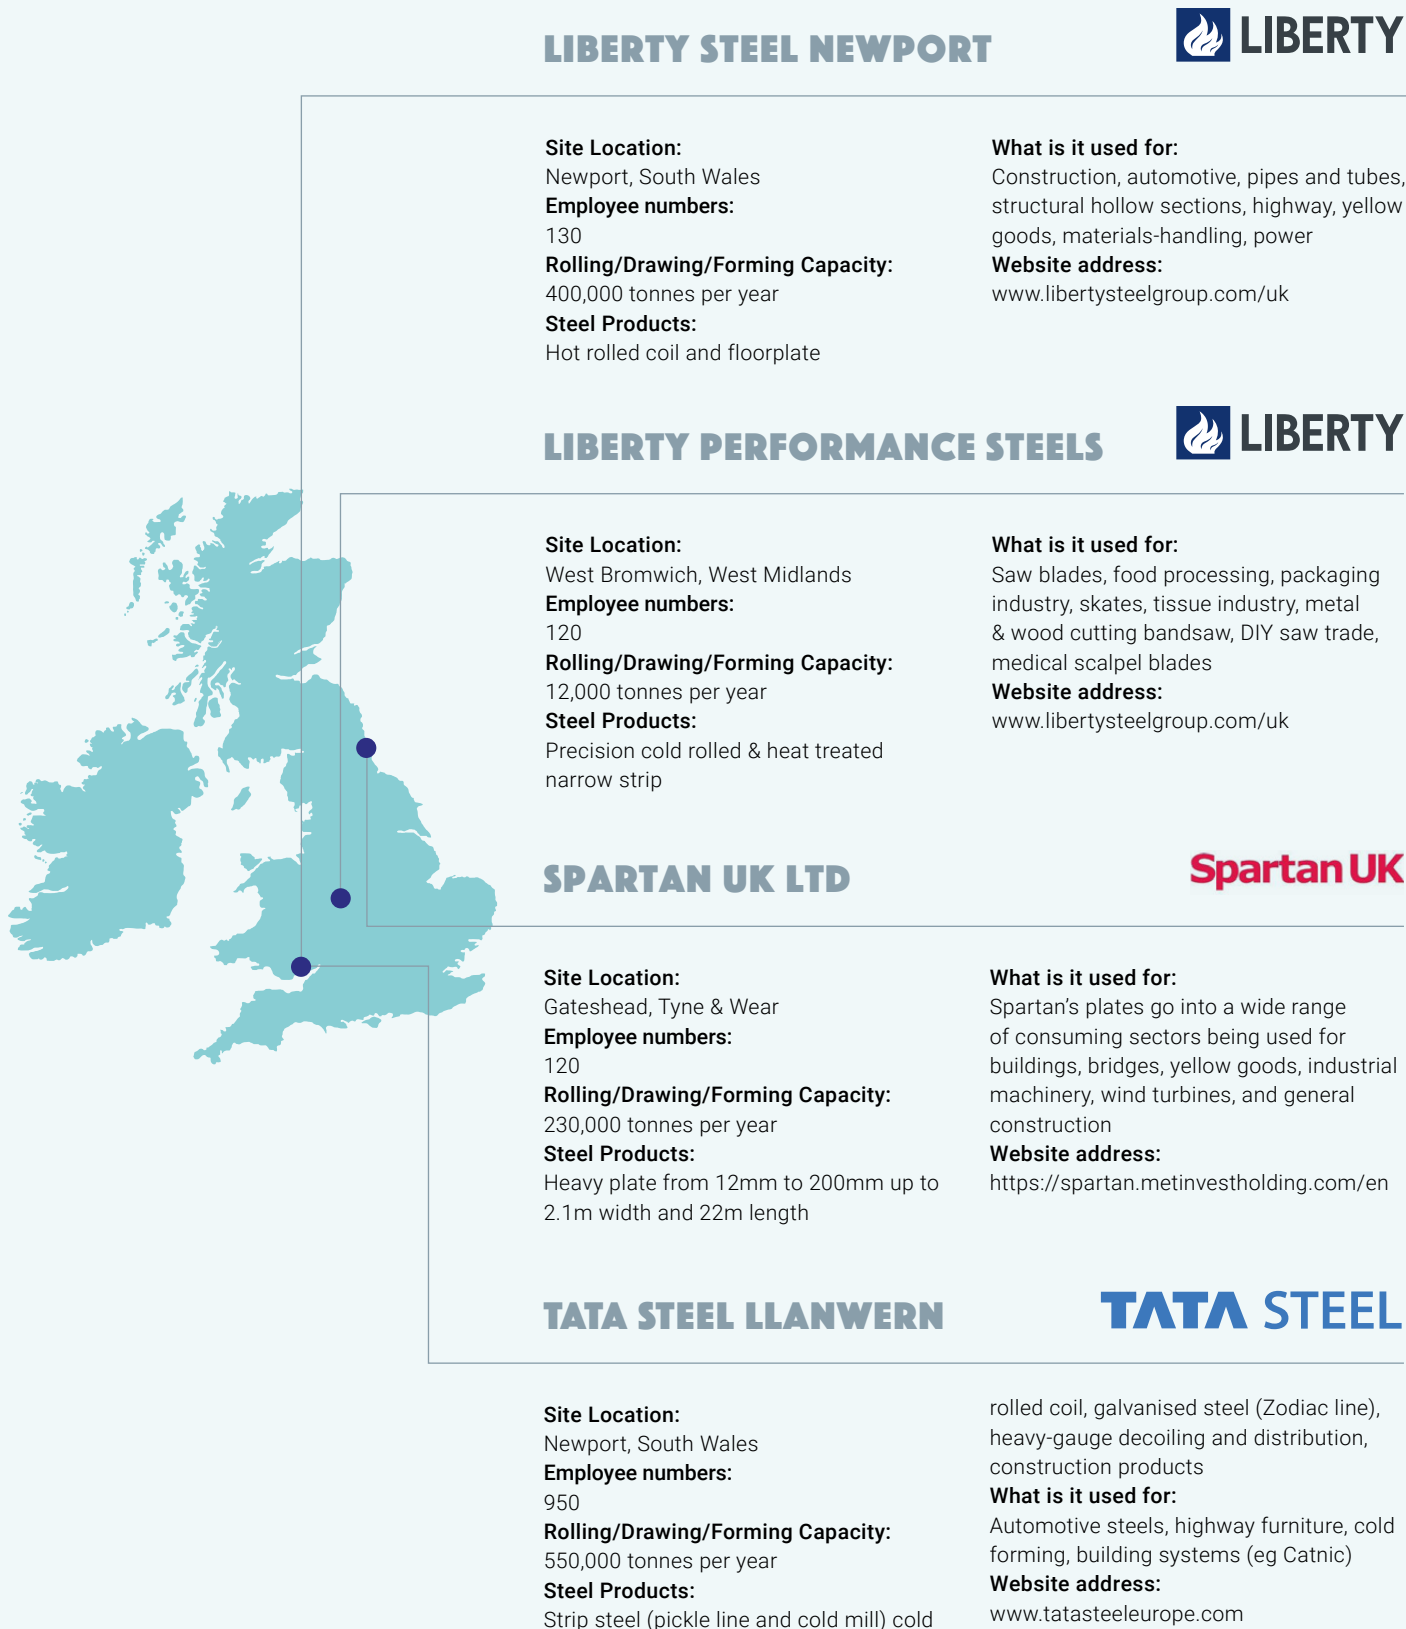 LIBERTY STEEL NEWPORT
LIBERTY
Site Location:
Newport, South Wales
Employee numbers:
130
Rolling/Drawing/Forming Capacity:
400,000 tonnes per year
Steel Products:
Hot rolled coil and floorplate
What is it used for:
Construction, automotive, pipes and tubes,
structural hollow sections, highway, yellow
goods, materials-handling, power
Website address:
www.libertysteelgroup.com/uk
LIBERTY PERFORMANCE STEELS
LIBERTY
Site Location:
West Bromwich, West Midlands
Employee numbers:
120
Rolling/Drawing/Forming Capacity:
12,000 tonnes per year
Steel Products:
Precision cold rolled & heat treated
narrow strip
What is it used for:
Saw blades, food processing, packaging
industry, skates, tissue industry, metal
& wood cutting bandsaw, DIY saw trade,
medical scalpel blades
Website address:
www.libertysteelgroup.com/uk
SPARTAN UK LTD
Spartan UK
Site Location:
Gateshead, Tyne & Wear
Employee numbers:
120
Rolling/Drawing/Forming Capacity:
230,000 tonnes per year
Steel Products:
Heavy plate from 12mm to 200mm up to
2.1m width and 22m length
What is it used for:
Spartan’s plates go into a wide range
of consuming sectors being used for
buildings, bridges, yellow goods, industrial
machinery, wind turbines, and general
construction
Website address:
https://spartan.metinvestholding.com/en
TATA STEEL LLANWERN
TATA STEEL
Site Location:
Newport, South Wales
Employee numbers:
950
Rolling/Drawing/Forming Capacity:
550,000 tonnes per year
Steel Products:
Strip steel (pickle line and cold mill) cold
rolled coil, galvanised steel (Zodiac line),
heavy-gauge decoiling and distribution,
construction products
What is it used for:
Automotive steels, highway furniture, cold
forming, building systems (eg Catnic)
Website address:
www.tatasteeleurope.com